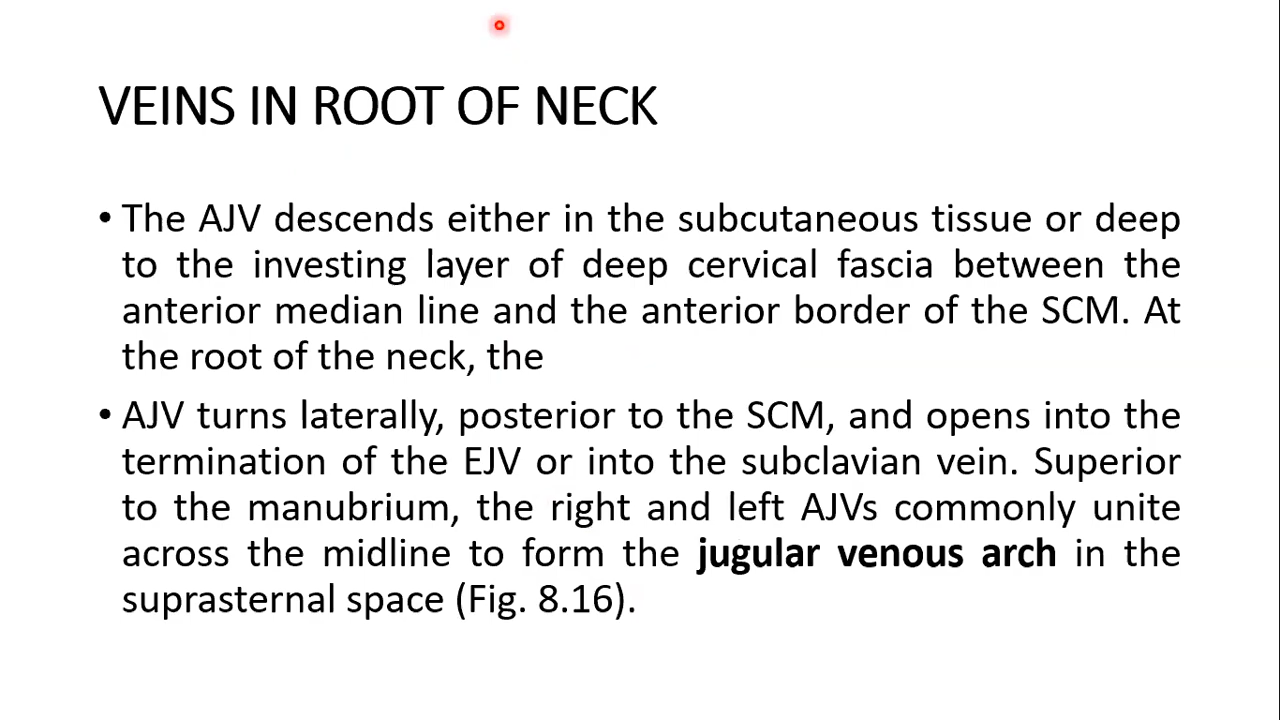 VEINS IN ROOT OF NECK
• The AJV descends either in the subcutaneous tissue or deep
to the investing layer of deep cervical fascia between the
anterior median line and the anterior border of the SCM. At
the root of the neck, the
• AJV turns laterally, posterior to the SCM, and opens into the
termination of the EJV or into the subclavian vein. Superior
to the manubrium, the right and left AJVs commonly unite
across the midline to form the jugular venous arch in the
suprasternal space (Fig. 8.16).